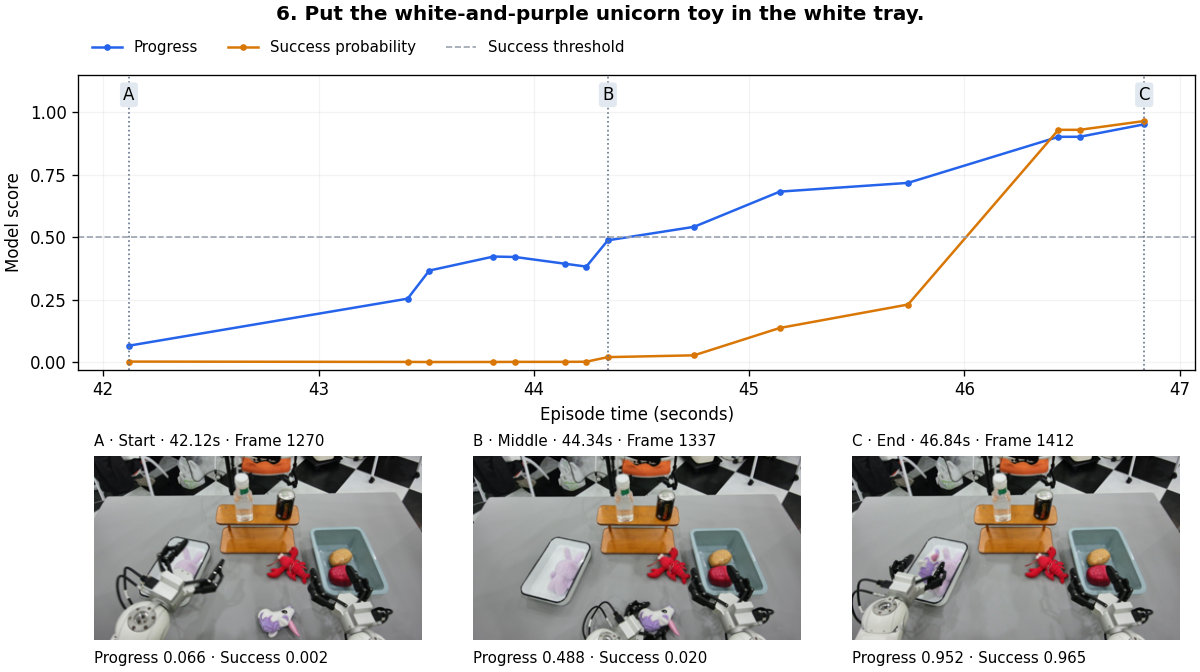 6. Put the white-and-purple unicorn toy in the white tray.
Progress
Success probability
Success threshold
A
B
C
Model score
1.00
0.75
0.50
0.25
0.00
42
43
44
45
46
47
Episode time (seconds)
A · Start · 42.12s · Frame 1270
B · Middle · 44.34s · Frame 1337
C · End · 46.84s · Frame 1412
Progress 0.066 · Success 0.002
Progress 0.488 · Success 0.020
Progress 0.952 · Success 0.965